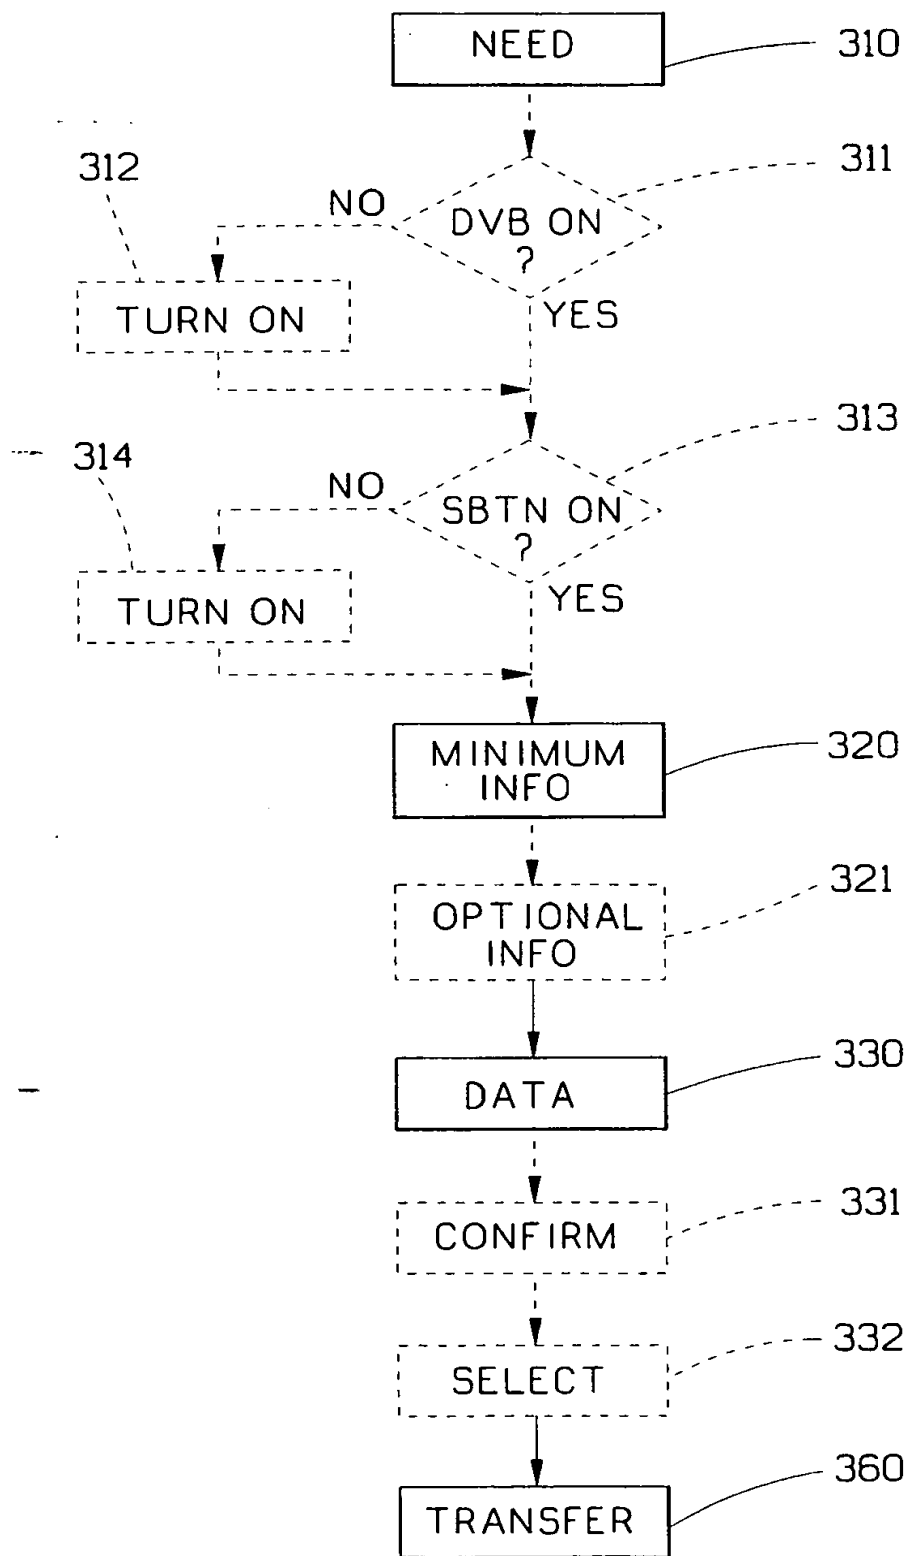 NEED
310
311
312
NO
DVB ON
?
YES
TURN ON
313
314
NO
SBTN ON
?
YES
TURN ON
MINIMUM
INFO
320
321
OPTIONAL
INFO
330
DATA
331
CONFIRM
332
SELECT
360
TRANSFER